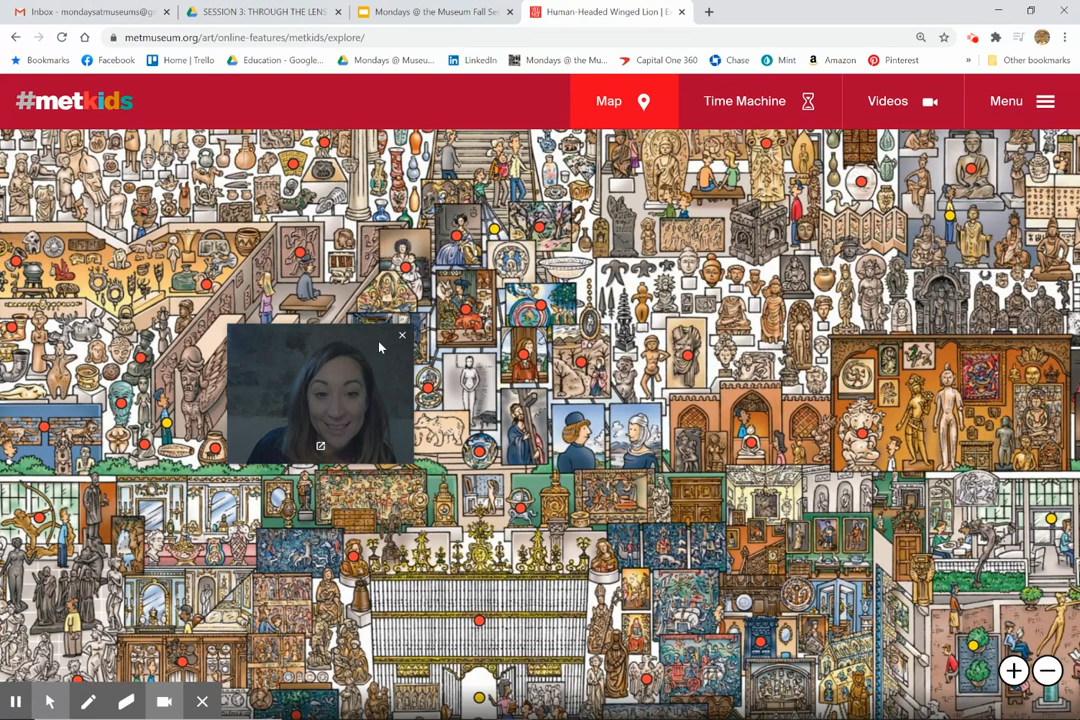 Inbox - mondaysatmuseums@gm
SESSION 3: THROUGH THE LENS
Mondays @ the Museum Fall Se
Human-Headed Winged Lion | E
metmuseum.org/art/online-features/metkids/explore/
Bookmarks
Facebook
Home | Trello
Education - Google...
Mondays @ Museu...
LinkedIn
Mondays @ the Mu...
Capital One 360
Chase
Mint
Amazon
Pinterest
»
Other bookmarks
#metkids
Map
Time Machine
Videos
Menu